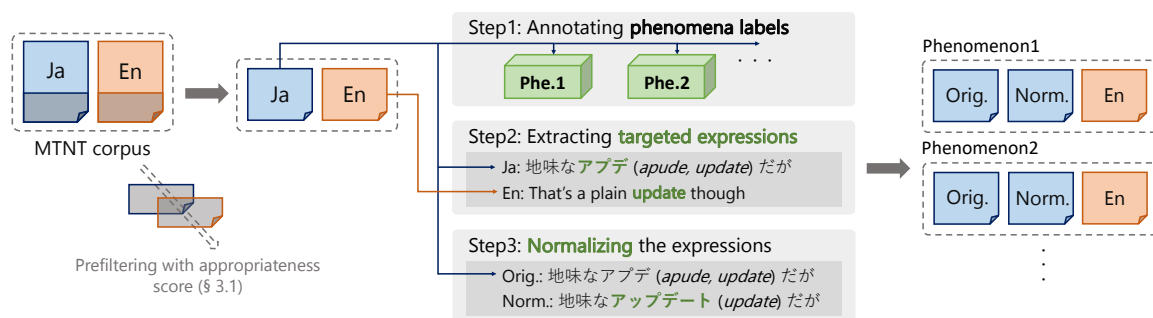 Ja
En
MTNT corpus
Prefiltering with appropriateness
score (§ 3.1)
Ja
En
Step1: Annotating phenomena labels
Phe.1
Phe.2
. . .
Step2: Extracting targeted expressions
Ja: 地味なアプデ (apude, update) だが
En: That's a plain update though
Step3: Normalizing the expressions
Orig.: 地味なアプデ (apude, update) だが
Norm.: 地味なアップデート (update) だが
Phenomenon1
Orig.
Norm.
En
Phenomenon2
Orig.
Norm.
En
. . .